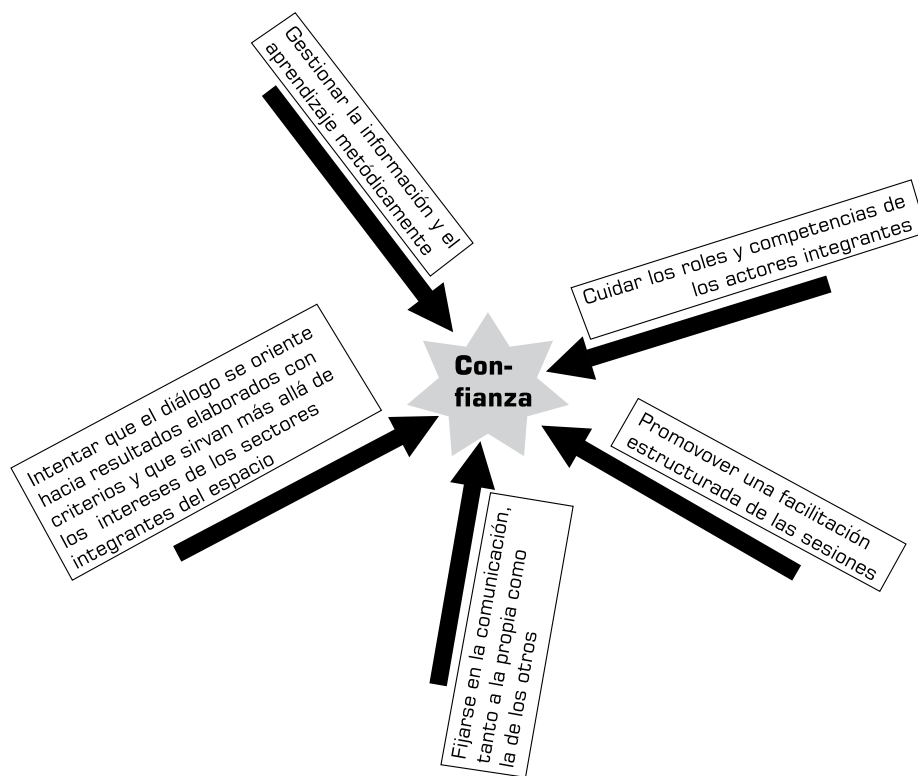 Gestionar la información y el
aprendizaje metódicamente
Cuidar los roles y competencias de
los actores integrantes
Intentar que el diálogo se oriente
hacia resultados elaborados con
criterios y que sirvan más allá de
los intereses de los sectores
integrantes del espacio
Con-
fianza
Promovover una facilitación
estructurada de las sesiones
Fijarse en la comunicación,
tanto a la propia como
la de los otros